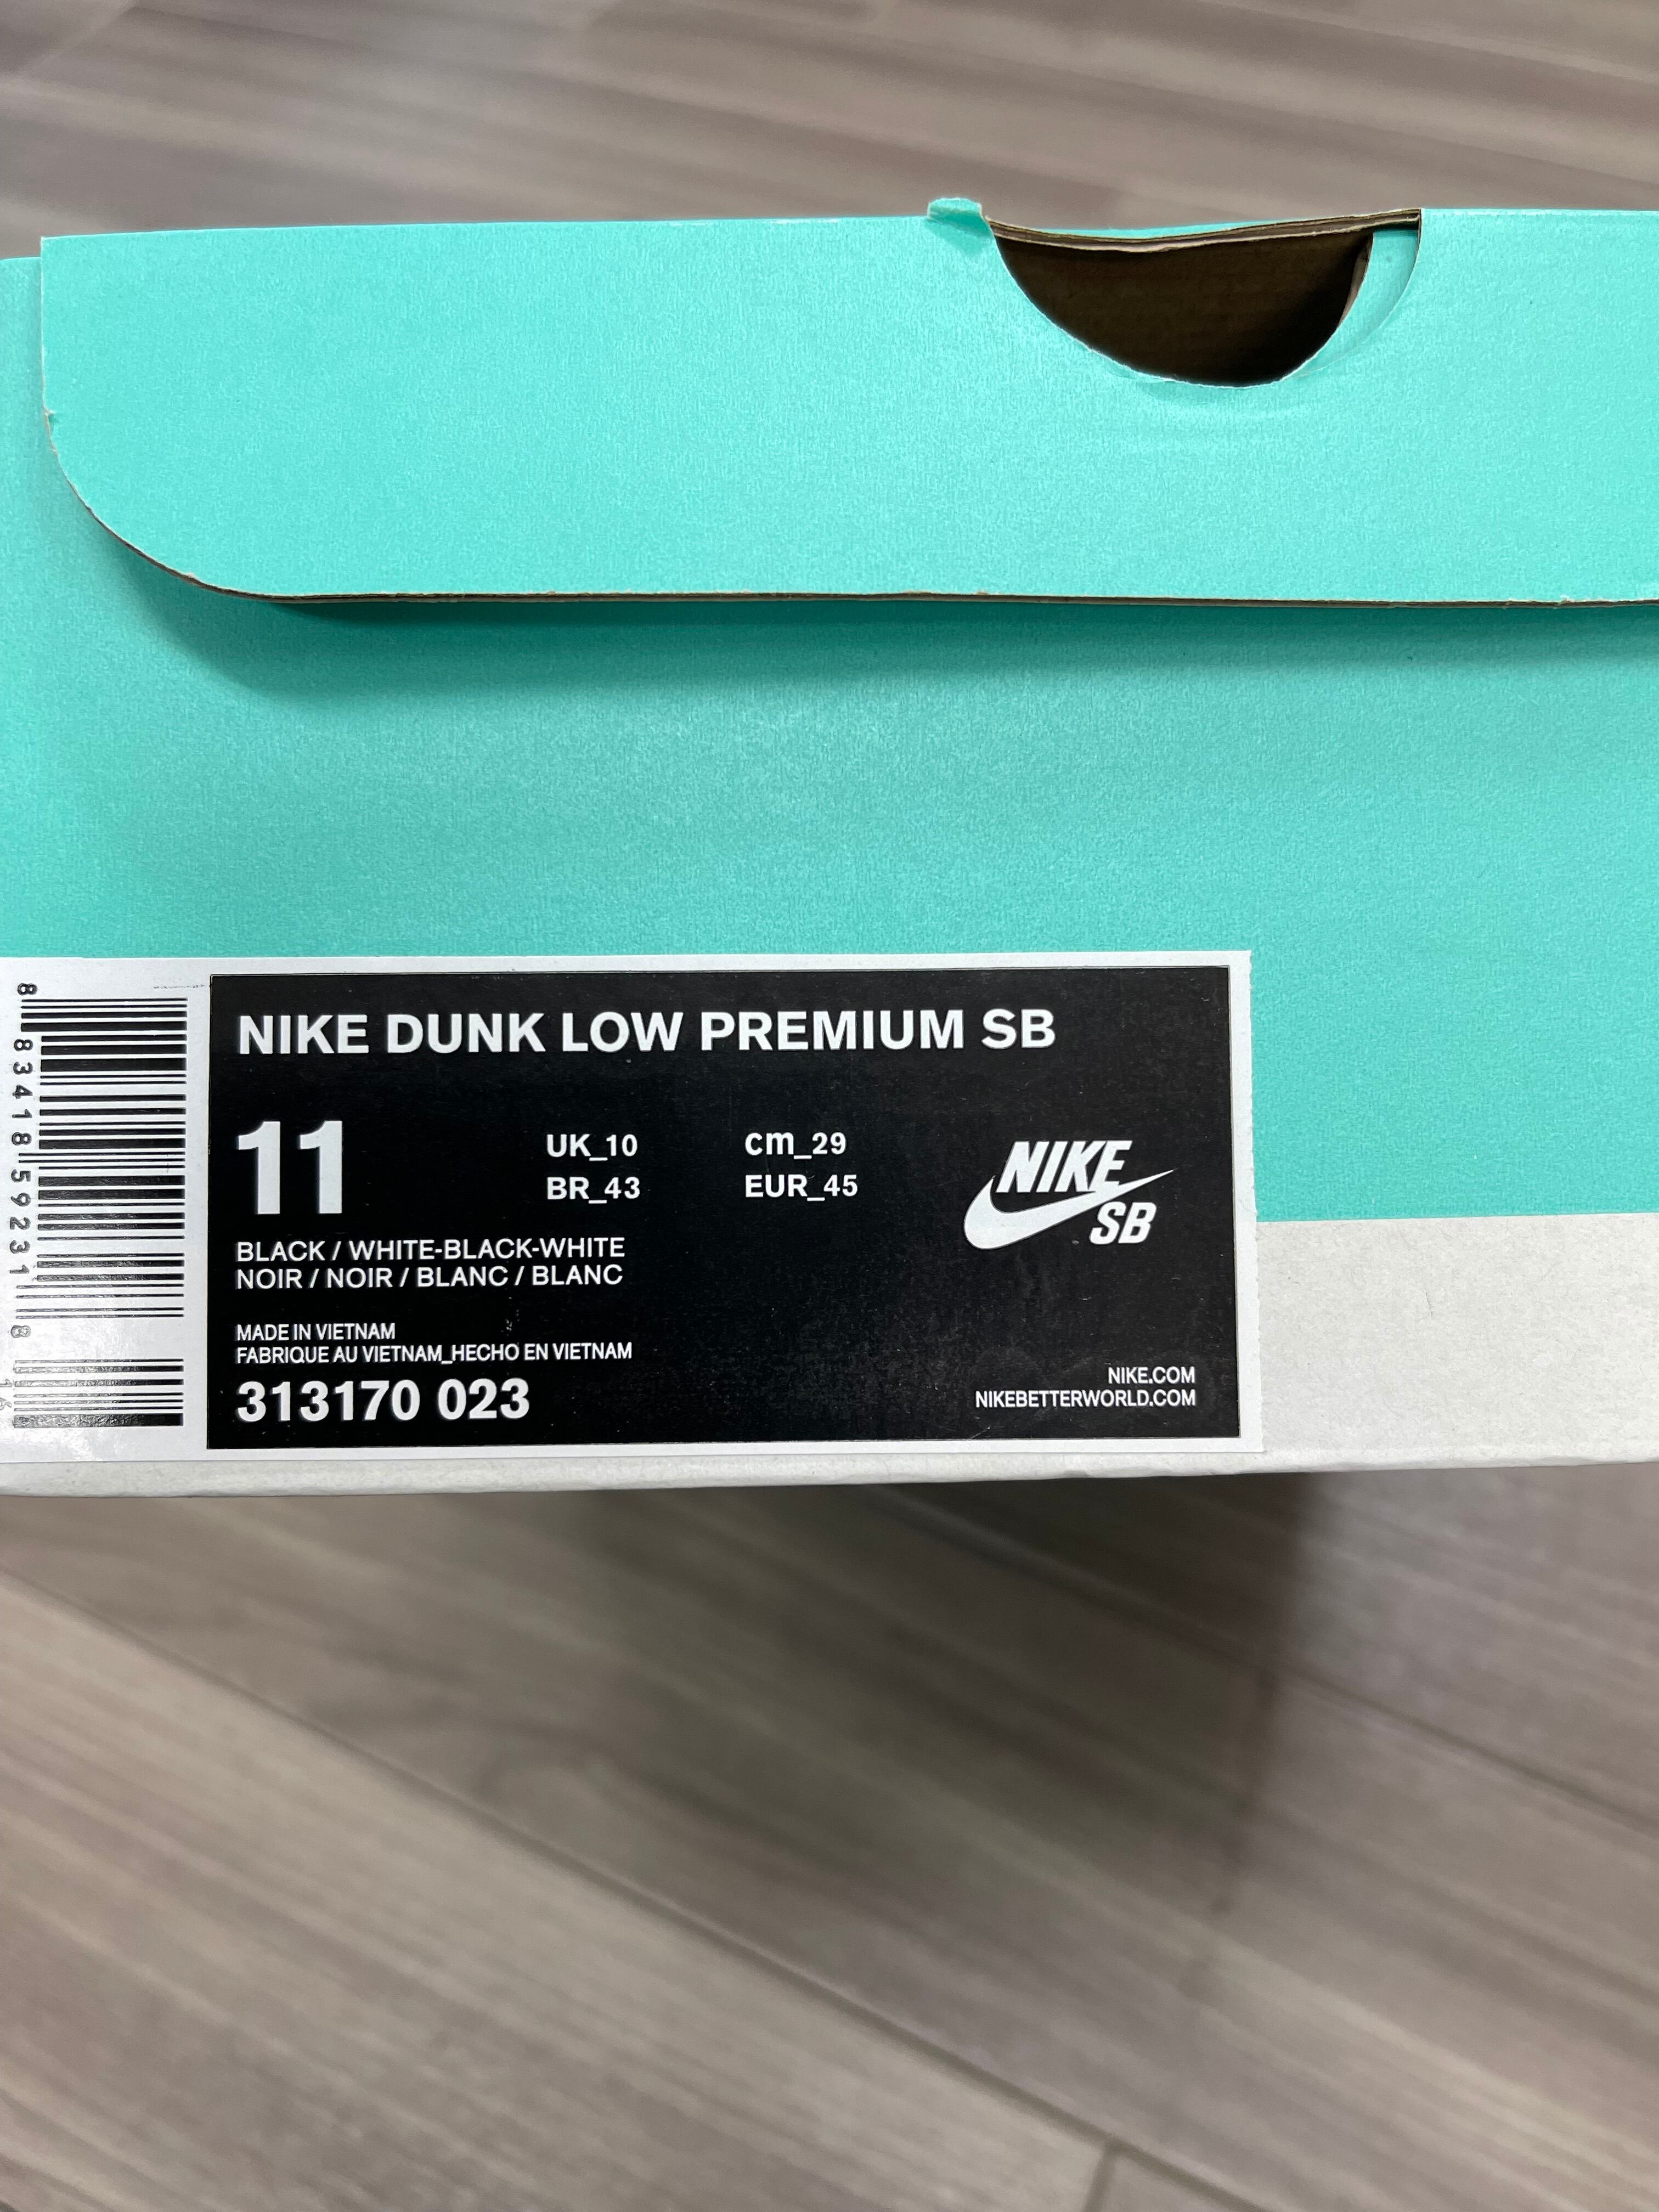 NIKE DUNK LOW PREMIUM SB
11
UK_10
cm_29
BR_43
EUR_45
BLACK / WHITE-BLACK-WHITE
NOIR / NOIR / BLANC / BLANC
MADE IN VIETNAM
FABRIQUE AU VIETNAM_HECHO EN VIETNAM
313170 023
NIKE
SB
NIKE.COM
NIKEBETTERWORLD.COM
8 83418 59231 8